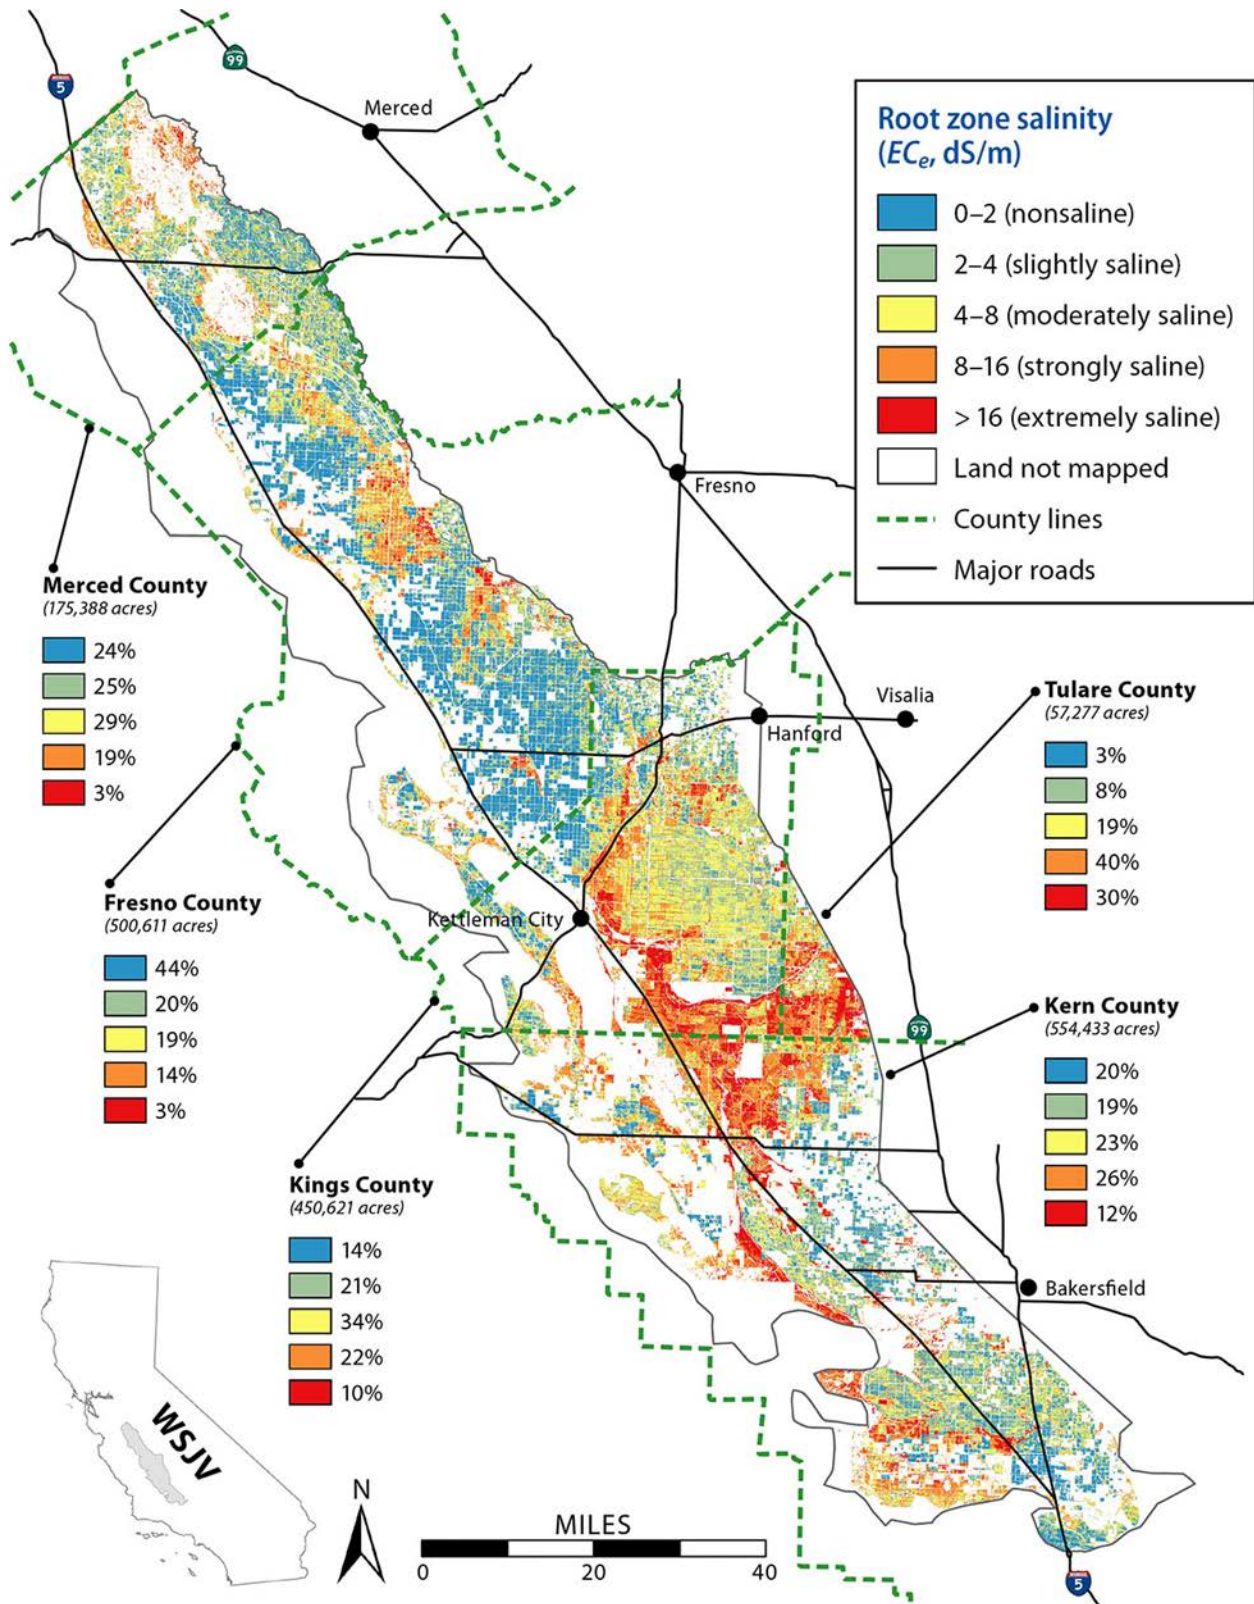 99
5
Merced
Root zone salinity
(ECe, dS/m)
0–2 (nonsaline)
2–4 (slightly saline)
4–8 (moderately saline)
8–16 (strongly saline)
> 16 (extremely saline)
Land not mapped
County lines
Major roads
Fresno
Merced County
(175,388 acres)
24%
25%
29%
19%
3%
Visalia
Hanford
Tulare County
(57,277 acres)
3%
8%
19%
40%
30%
Fresno County
(500,611 acres)
44%
20%
19%
14%
3%
Kettleman City
99
Kern County
(554,433 acres)
20%
19%
23%
26%
12%
Kings County
(450,621 acres)
14%
21%
34%
22%
10%
Bakersfield
WSJV
N
MILES
0 20 40
5